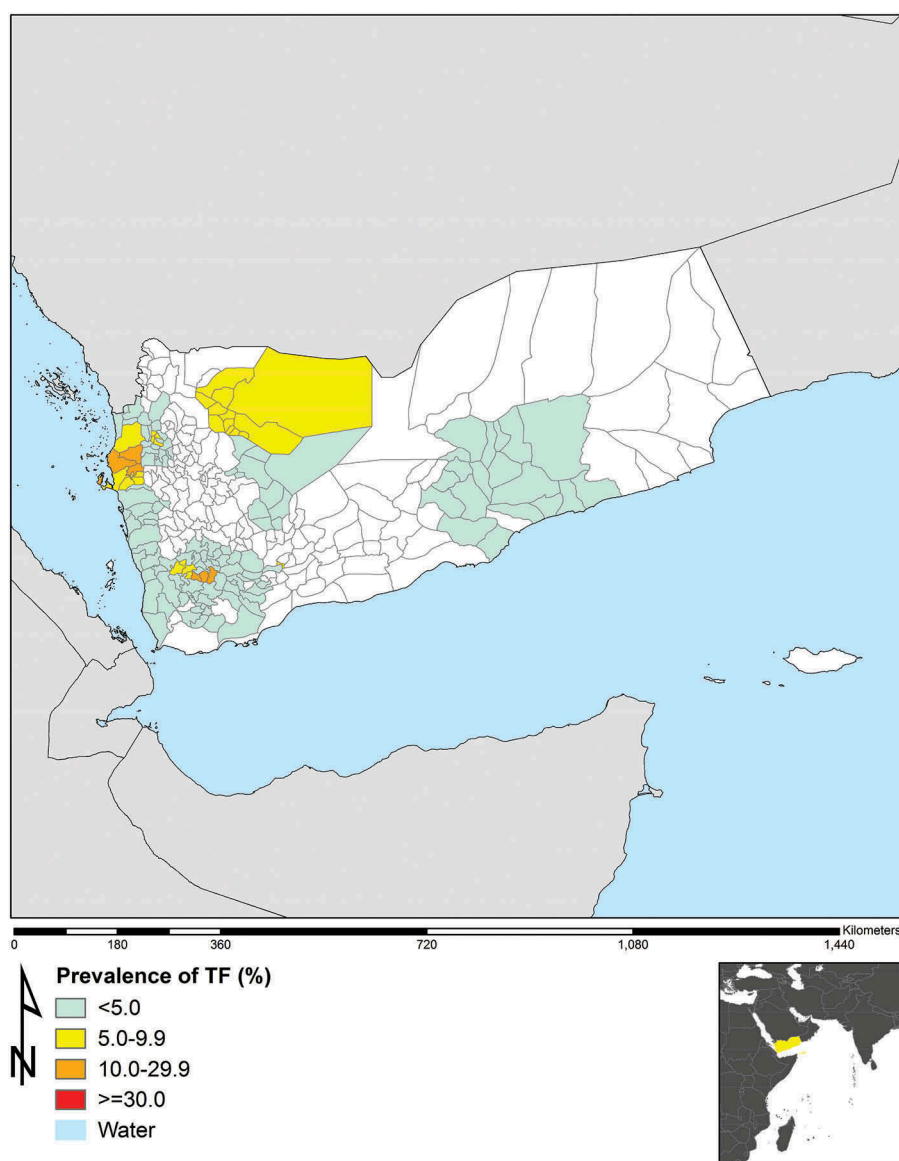 Kilometers
0 180 360 720 1,080 1,440
Prevalence of TF (%)
<5.0
5.0-9.9
10.0-29.9
>=30.0
Water
N